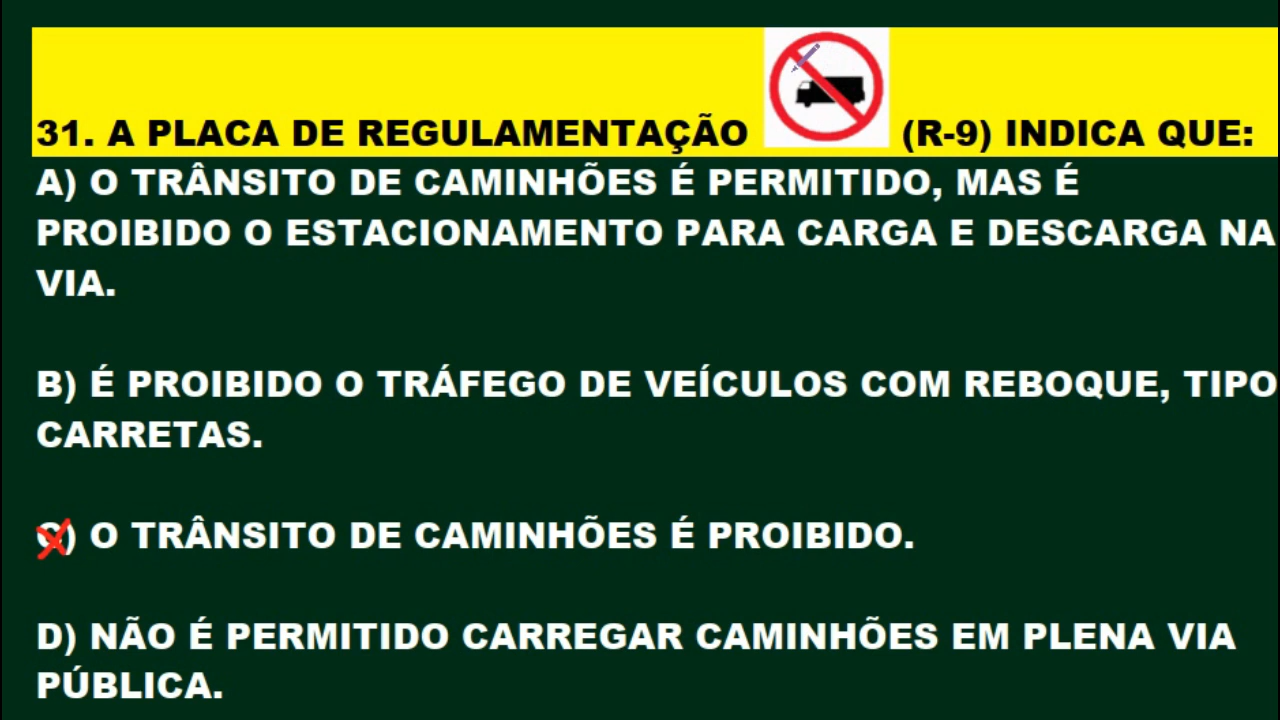 31. A PLACA DE REGULAMENTAÇÃO (R-9) INDICA QUE:
A) O TRÂNSITO DE CAMINHÕES É PERMITIDO, MAS É
PROIBIDO O ESTACIONAMENTO PARA CARGA E DESCARGA NA
VIA.
B) É PROIBIDO O TRÁFEGO DE VEÍCULOS COM REBOQUE, TIPO
CARRETAS.
C) O TRÂNSITO DE CAMINHÕES É PROIBIDO.
D) NÃO É PERMITIDO CARREGAR CAMINHÕES EM PLENA VIA
PÚBLICA.